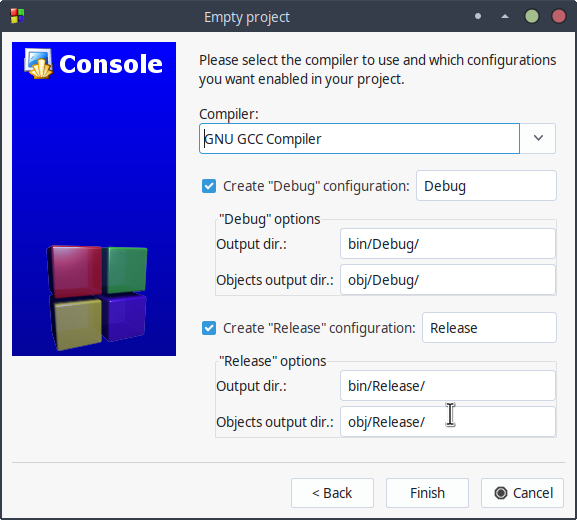 Empty project
Console
Please select the compiler to use and which configurations
you want enabled in your project.
Compiler:
GNU GCC Compiler
Create "Debug" configuration: Debug
"Debug" options
Output dir.: bin/Debug/
Objects output dir.: obj/Debug/
Create "Release" configuration: Release
"Release" options
Output dir.: bin/Release/
Objects output dir.: obj/Release/
< Back Finish Cancel